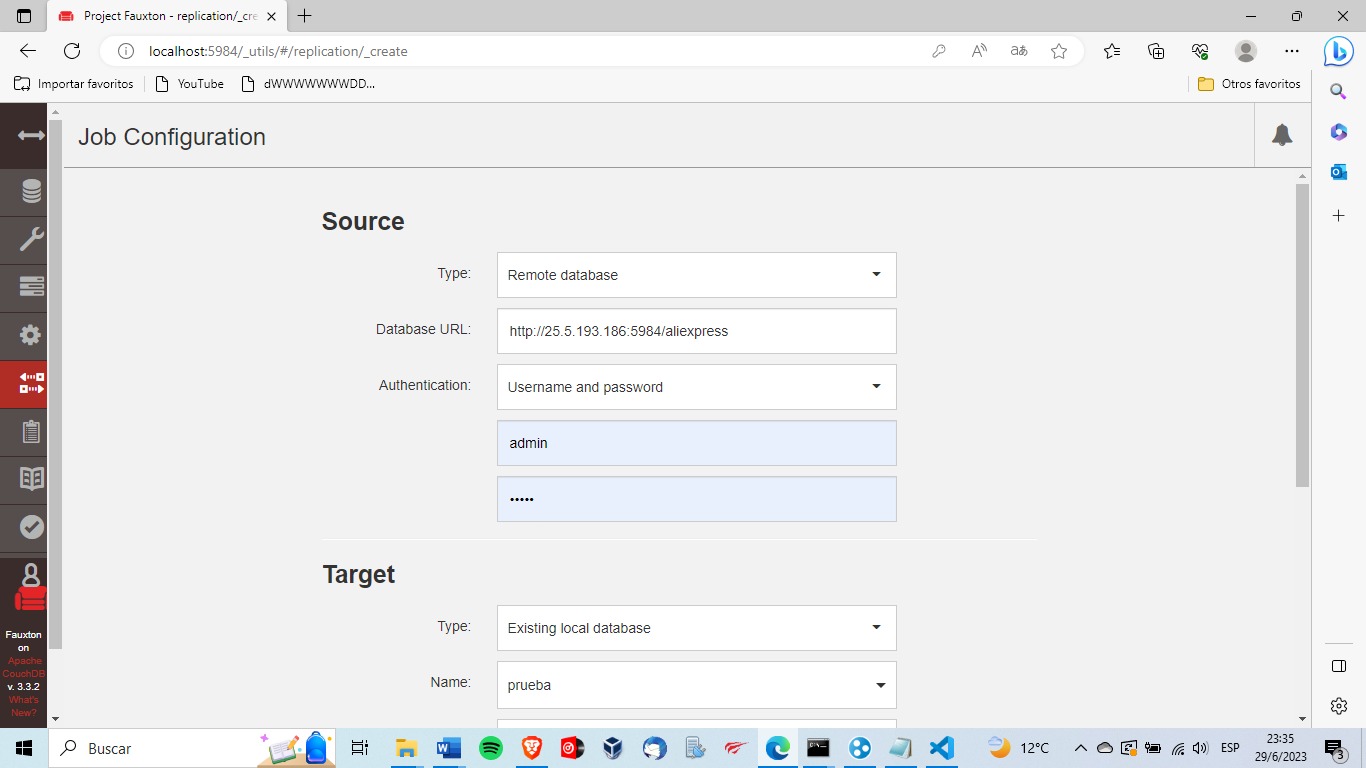 Project Fauxton - replication/_cre
localhost:5984/_utils/#/replication/_create
Importar favoritos
YouTube
dWWWWWWWDD...
Otros favoritos
Job Configuration
Source
Type:
Remote database
Database URL:
http://25.5.193.186:5984/aliexpress
Authentication:
Username and password
admin
•••••
Target
Type:
Existing local database
Name:
prueba
Fauxton
on
Apache
CouchDB
v. 3.3.2
What's
New?
Buscar
12°C
ESP
23:35
29/6/2023
3